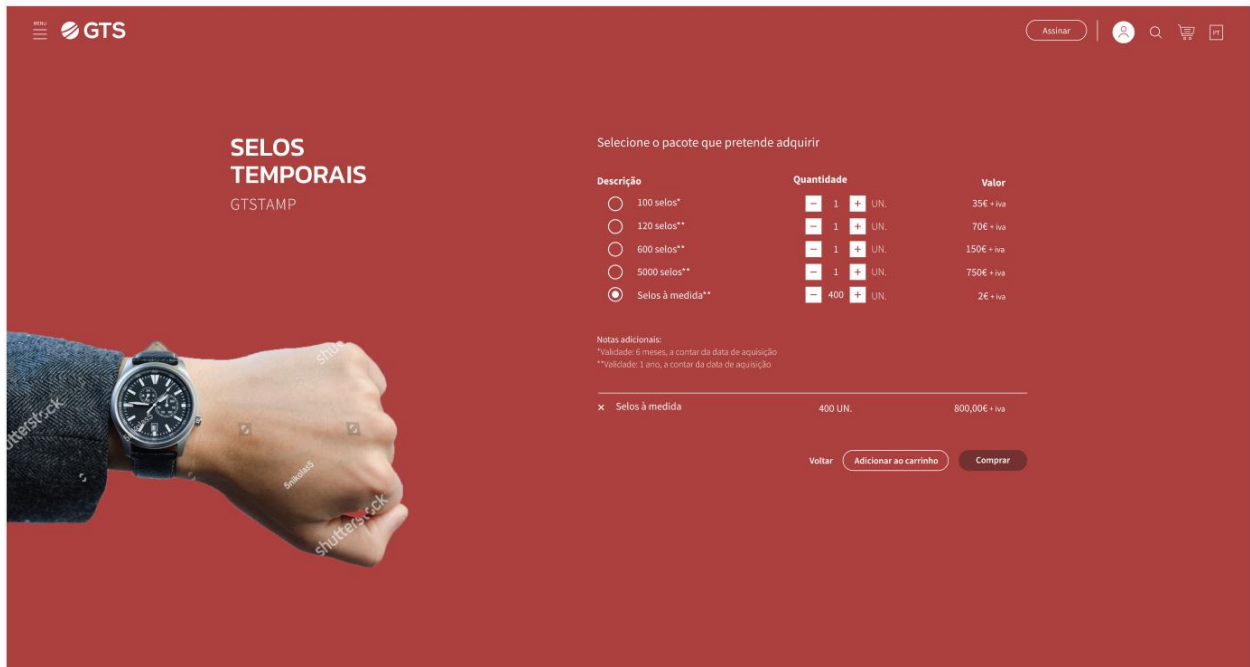 MENU
GTS
Assinar
PT
SELOS
TEMPORAIS
GTSTAMP
Selecione o pacote que pretende adquirir
Descrição Quantidade Valor
100 selos* − 1 + UN. 35€ + iva
120 selos** − 1 + UN. 70€ + iva
600 selos** − 1 + UN. 150€ + iva
5000 selos** − 1 + UN. 750€ + iva
Selos à medida** − 400 + UN. 2€ + iva
Notas adicionais:
*Validade: 6 meses, a contar da data de aquisição
**Validade: 1 ano, a contar da data de aquisição
× Selos à medida 400 UN. 800,00€ + iva
Voltar Adicionar ao carrinho Comprar
shutterstock
5nikolas5
shutterstock